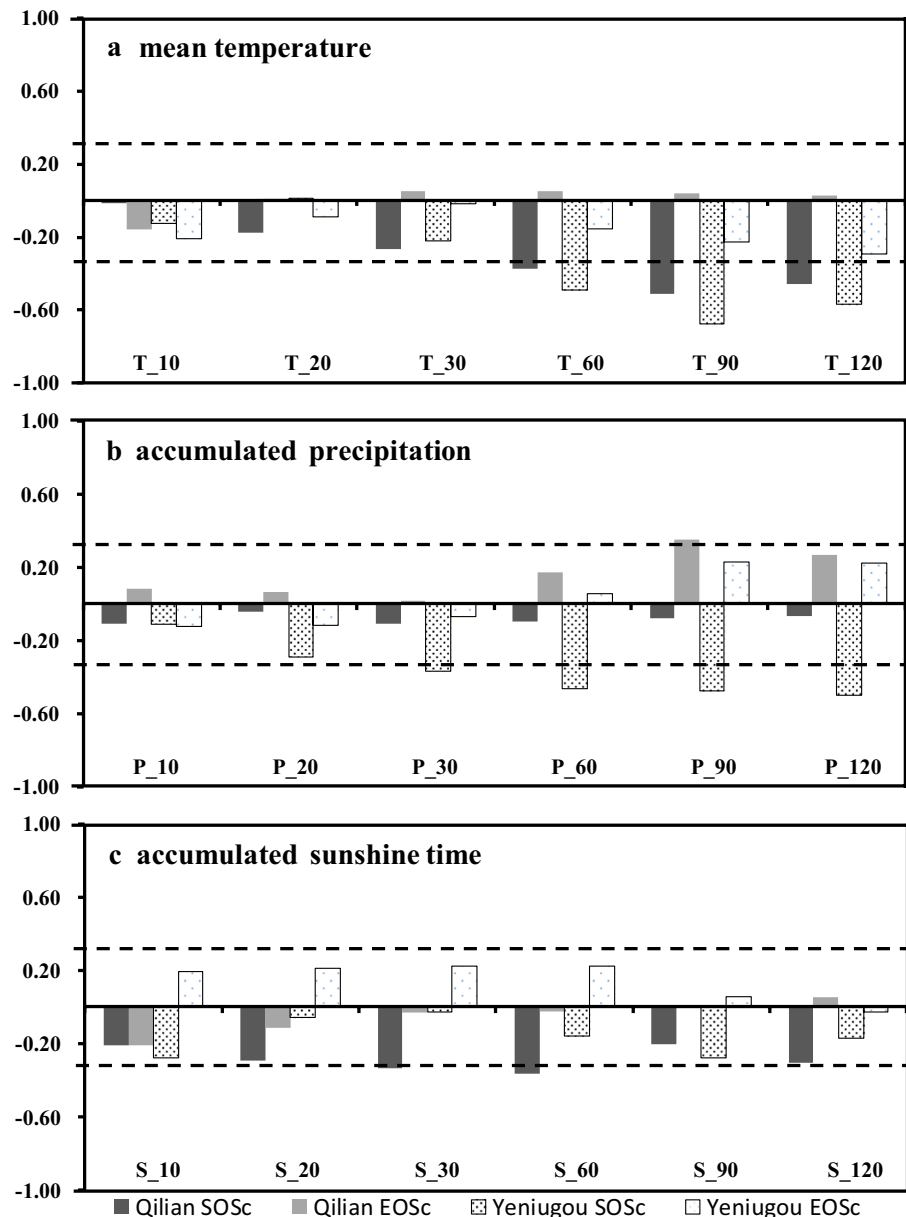 1.00
a mean temperature
0.60
0.20
-0.20
-0.60
T_10 T_20 T_30 T_60 T_90 T_120
-1.00
1.00
b accumulated precipitation
0.60
0.20
-0.20
-0.60
P_10 P_20 P_30 P_60 P_90 P_120
-1.00
1.00
c accumulated sunshine time
0.60
0.20
-0.20
-0.60
S_10 S_20 S_30 S_60 S_90 S_120
-1.00
Qilian SOSc Qilian EOSc Yeniugou SOSc Yeniugou EOSc